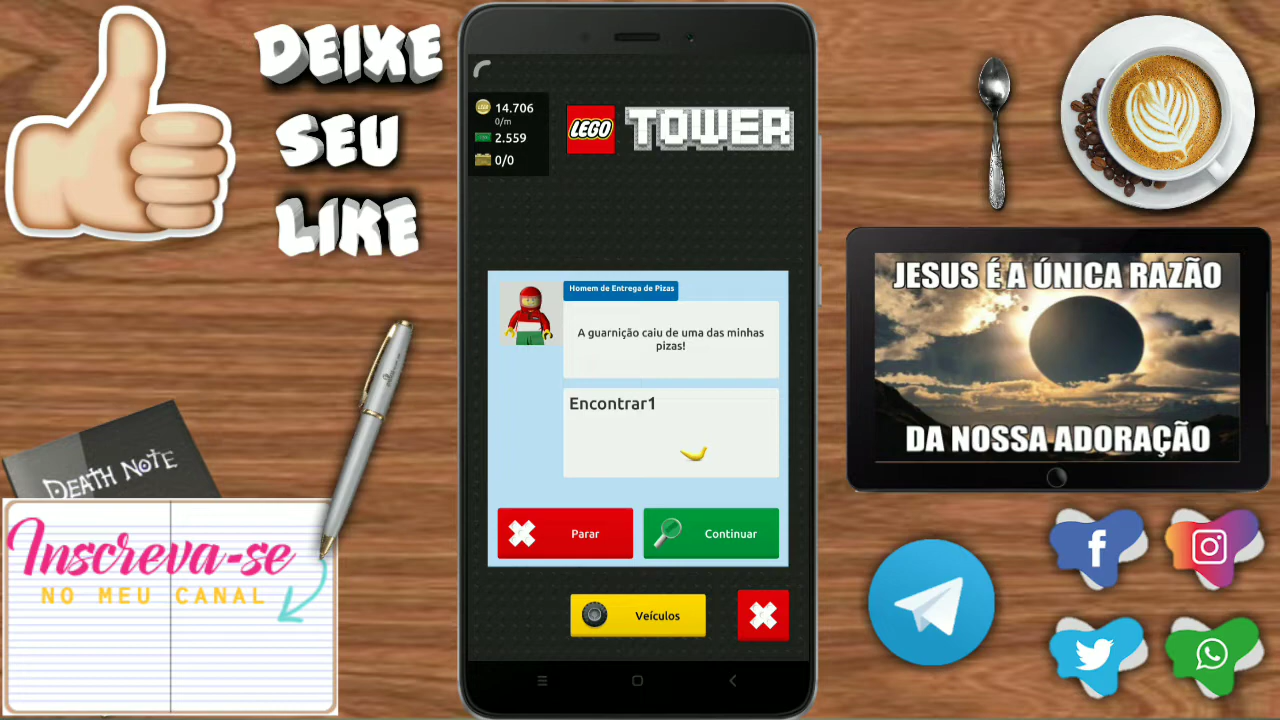 DEIXE
SEU
LIKE
14.706
0/m
2.559
0/0
LEGO
TOWER
Homem de Entrega de Pizas
A guarnição caiu de uma das minhas
pizas!
Encontrar1
Parar
Continuar
Veículos
JESUS É A ÚNICA RAZÃO
DA NOSSA ADORAÇÃO
DEATH NOTE
Inscreva-se
NO MEU CANAL